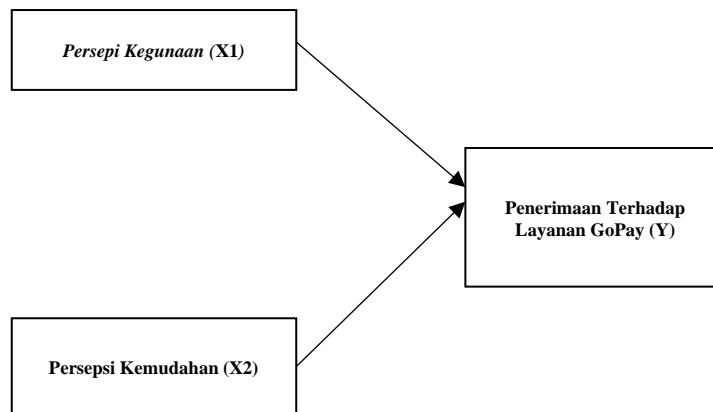 Persepi Kegunaan (X1)
Penerimaan Terhadap
Layanan GoPay (Y)
Persepsi Kemudahan (X2)